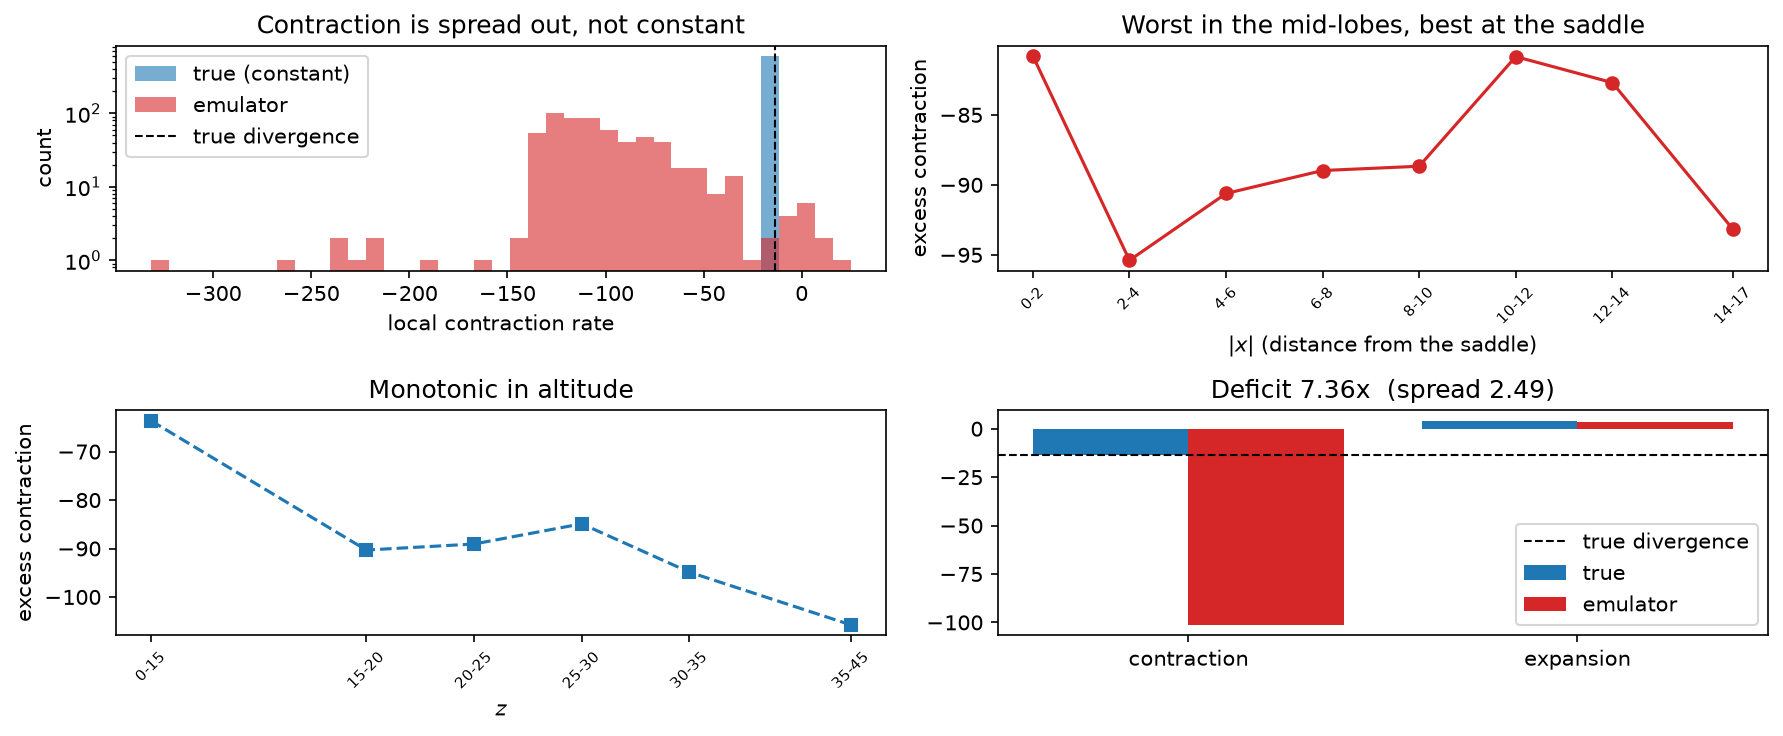 Contraction is spread out, not constant
true (constant)
emulator
true divergence
count
10²
10¹
10⁰
−300 −250 −200 −150 −100 −50 0
local contraction rate
Worst in the mid-lobes, best at the saddle
excess contraction
−85
−90
−95
0-2 2-4 4-6 6-8 8-10 10-12 12-14 14-17
|x| (distance from the saddle)
Monotonic in altitude
excess contraction
−70
−80
−90
−100
0-15 15-20 20-25 25-30 30-35 35-45
z
Deficit 7.36x (spread 2.49)
0
−25
−50
−75
−100
true divergence
true
emulator
contraction expansion